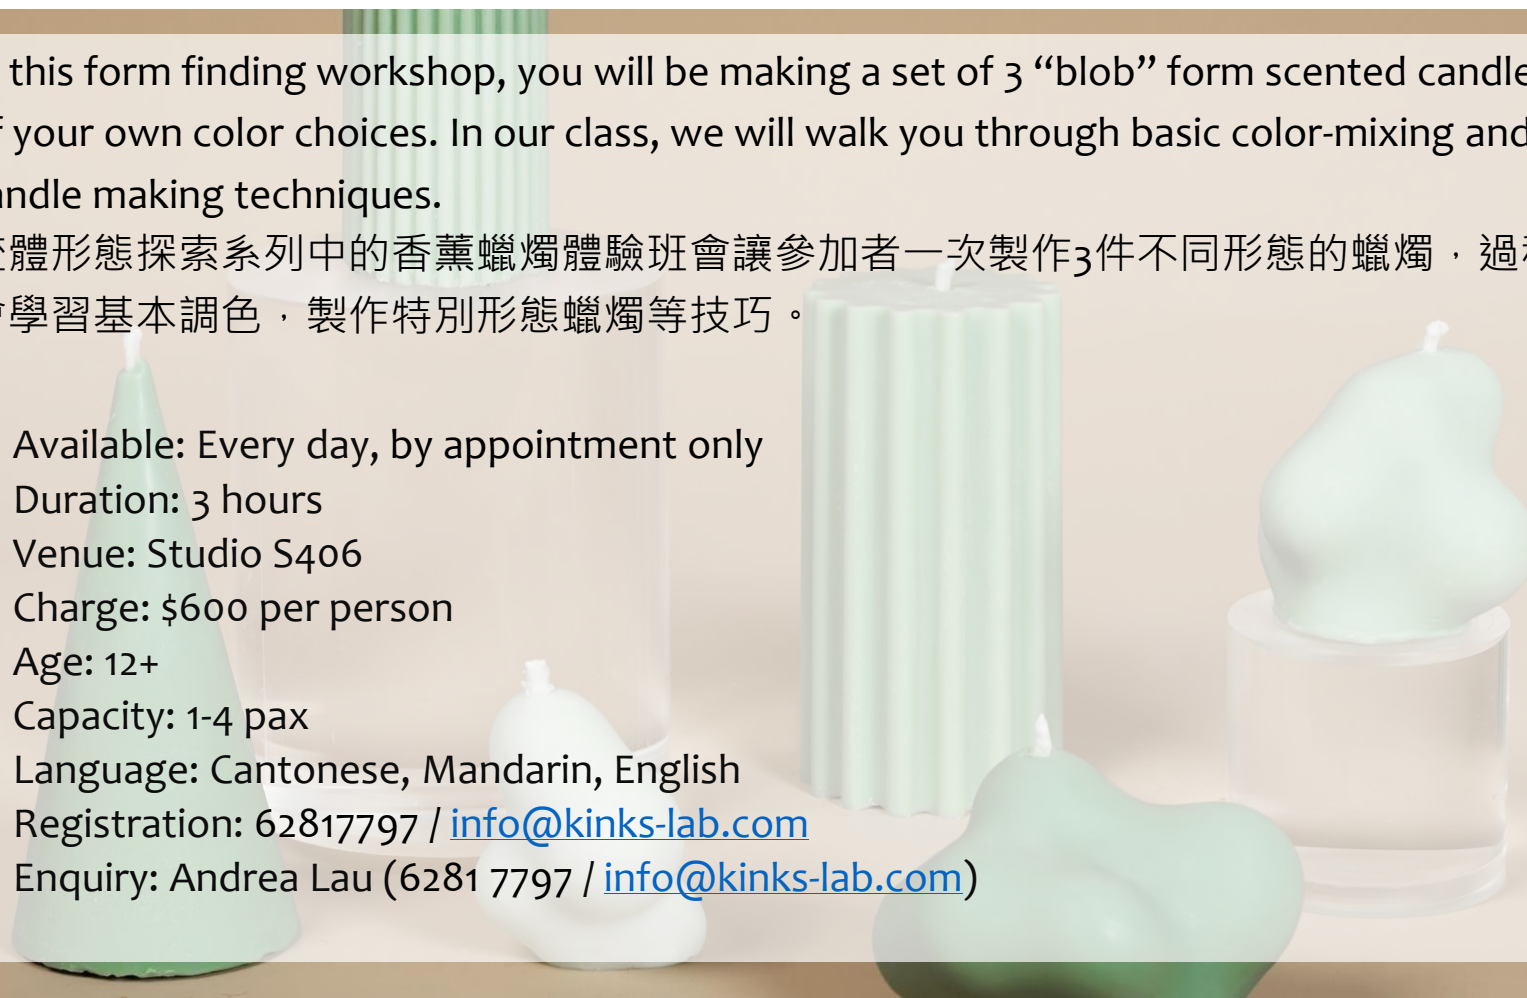 this form finding workshop, you will be making a set of 3 “blob” form scented candle
your own color choices. In our class, we will walk you through basic color-mixing and
making techniques.
體形態探索系列中的香薰蠟燭體驗班會讓參加者一次製作3件不同形態的蠟燭，過
學習基本調色，製作特別形態蠟燭等技巧。
Available: Every day, by appointment only
Duration: 3 hours
Venue: Studio S406
Charge: $600 per person
Age: 12+
Capacity: 1-4 pax
Language: Cantonese, Mandarin, English
Registration: 62817797 / info@kinks-lab.com
Enquiry: Andrea Lau (6281 7797 / info@kinks-lab.com)